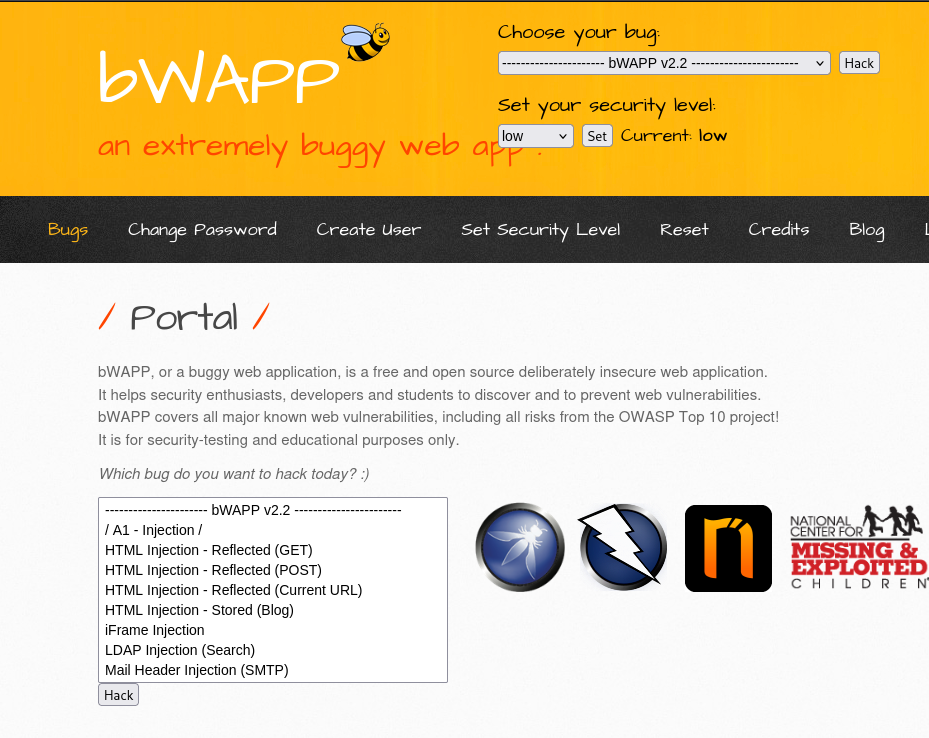 bWAPP
an extremely buggy web app !
Choose your bug:
---------------------- bWAPP v2.2 -----------------------
Hack
Set your security level:
low
Set
Current: low
Bugs
Change Password
Create User
Set Security Level
Reset
Credits
Blog
/ Portal /
bWAPP, or a buggy web application, is a free and open source deliberately insecure web application.
It helps security enthusiasts, developers and students to discover and to prevent web vulnerabilities.
bWAPP covers all major known web vulnerabilities, including all risks from the OWASP Top 10 project!
It is for security-testing and educational purposes only.
Which bug do you want to hack today? :)
---------------------- bWAPP v2.2 -----------------------
/ A1 - Injection /
HTML Injection - Reflected (GET)
HTML Injection - Reflected (POST)
HTML Injection - Reflected (Current URL)
HTML Injection - Stored (Blog)
iFrame Injection
LDAP Injection (Search)
Mail Header Injection (SMTP)
Hack
NATIONAL
CENTER FOR
MISSING &
EXPLOITED
CHILDREN